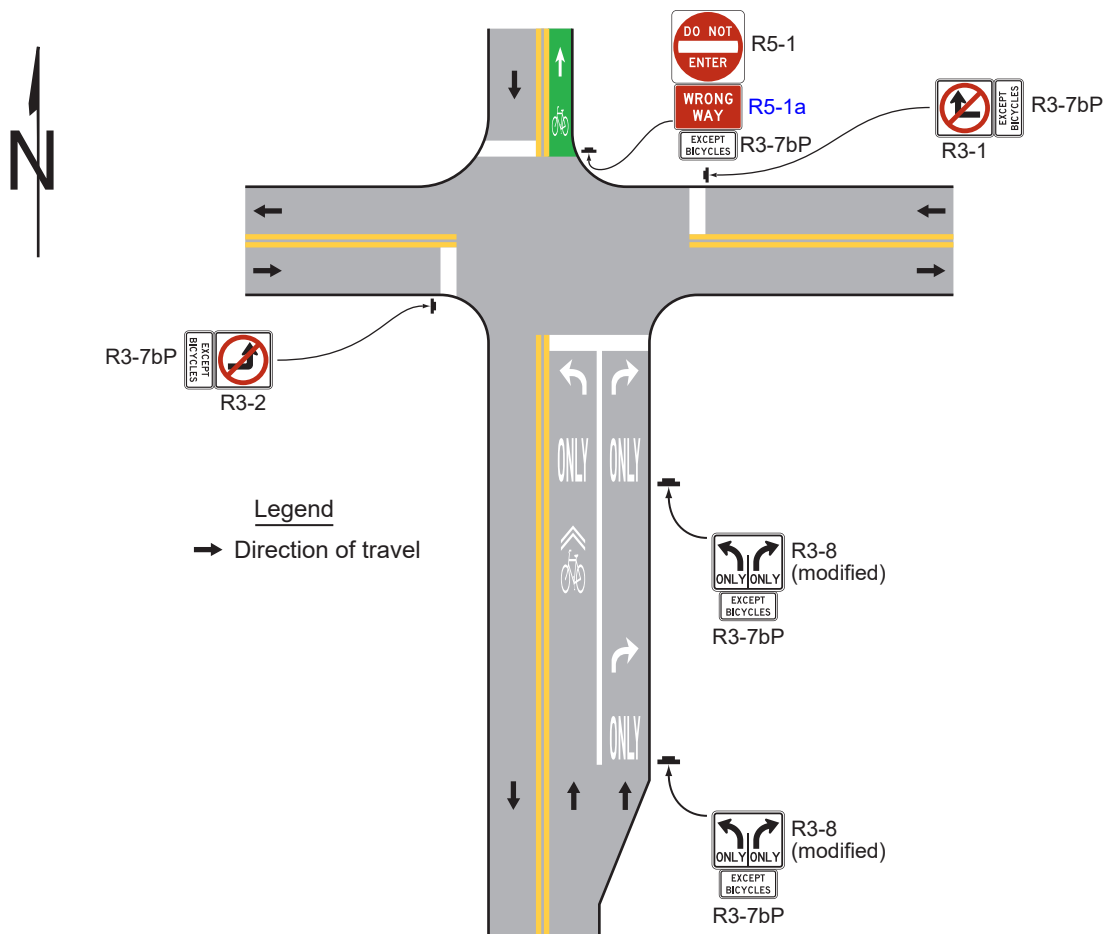 N
DO NOT
ENTER
R5-1
WRONG
WAY
R5-1a
EXCEPT
BICYCLES
R3-7bP
EXCEPT
BICYCLES
R3-7bP
R3-1
R3-7bP
EXCEPT
BICYCLES
R3-2
ONLY
ONLY
Legend
Direction of travel
ONLY ONLY
R3-8
(modified)
EXCEPT
BICYCLES
R3-7bP
ONLY
ONLY ONLY
R3-8
(modified)
EXCEPT
BICYCLES
R3-7bP